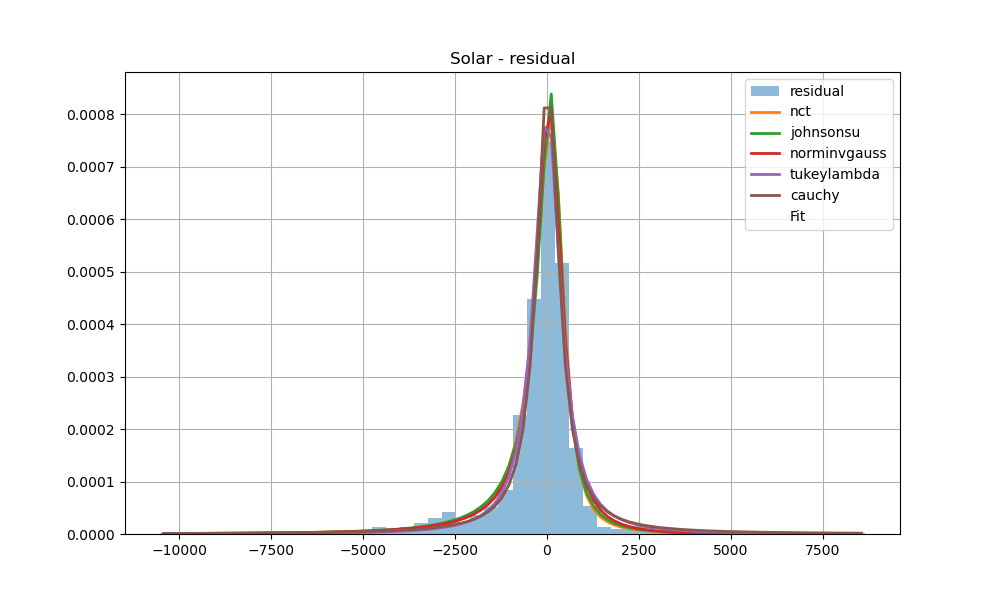 Solar - residual
0.0008
0.0007
0.0006
0.0005
0.0004
0.0003
0.0002
0.0001
0.0000
−10000
−7500
−5000
−2500
0
2500
5000
7500
residual
nct
johnsonsu
norminvgauss
tukeylambda
cauchy
Fit